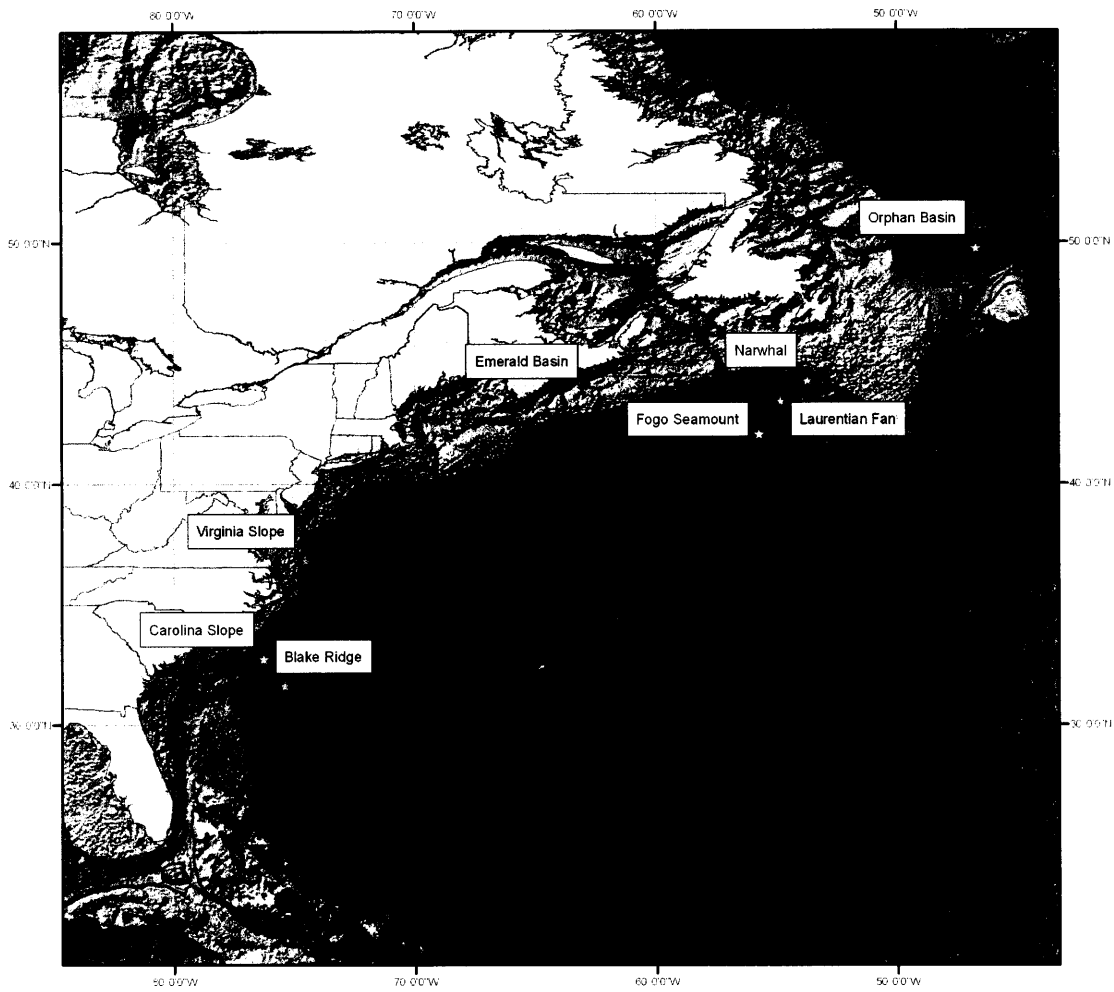 80°0'0"W 70°0'0"W 60°0'0"W 50°0'0"W
Orphan Basin
50°0'0"N 50°0'0"N
Narwhal
Emerald Basin
Fogo Seamount Laurentian Fan
40°0'0"N 40°0'0"N
Virginia Slope
Carolina Slope
Blake Ridge
30°0'0"N 30°0'0"N
80°0'0"W 70°0'0"W 60°0'0"W 50°0'0"W